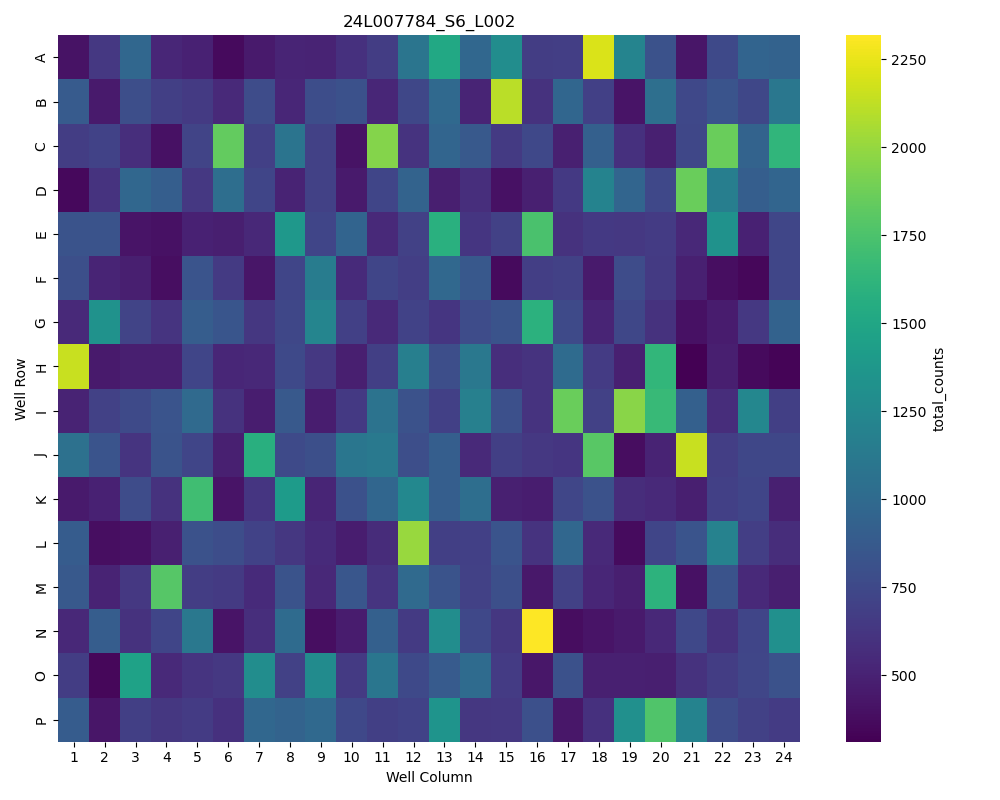 24L007784_S6_L002
Well Row
A
B
C
D
E
F
G
H
I
J
K
L
M
N
O
P
1 2 3 4 5 6 7 8 9 10 11 12 13 14 15 16 17 18 19 20 21 22 23 24
Well Column
2250
2000
1750
1500
1250
1000
750
500
total_counts